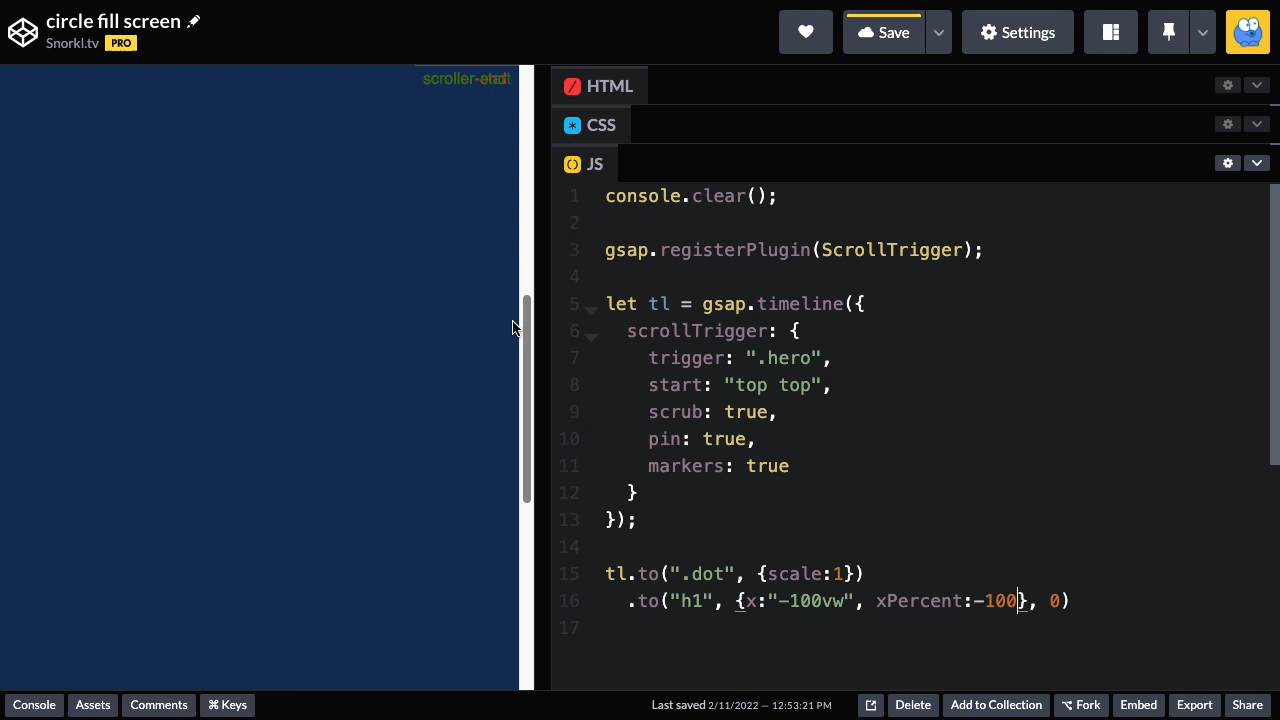 circle fill screen
Snorkl.tv PRO
Save
Settings
HTML
CSS
JS
1 console.clear();
2
3 gsap.registerPlugin(ScrollTrigger);
4
5 let tl = gsap.timeline({
6 scrollTrigger: {
7 trigger: ".hero",
8 start: "top top",
9 scrub: true,
10 pin: true,
11 markers: true
12 }
13 });
14
15 tl.to(".dot", {scale:1})
16 .to("h1", {x:"-100vw", xPercent:-100}, 0)
17
Console Assets Comments ⌘ Keys Last saved 2/11/2022 — 12:53:21 PM Delete Add to Collection Fork Embed Export Share